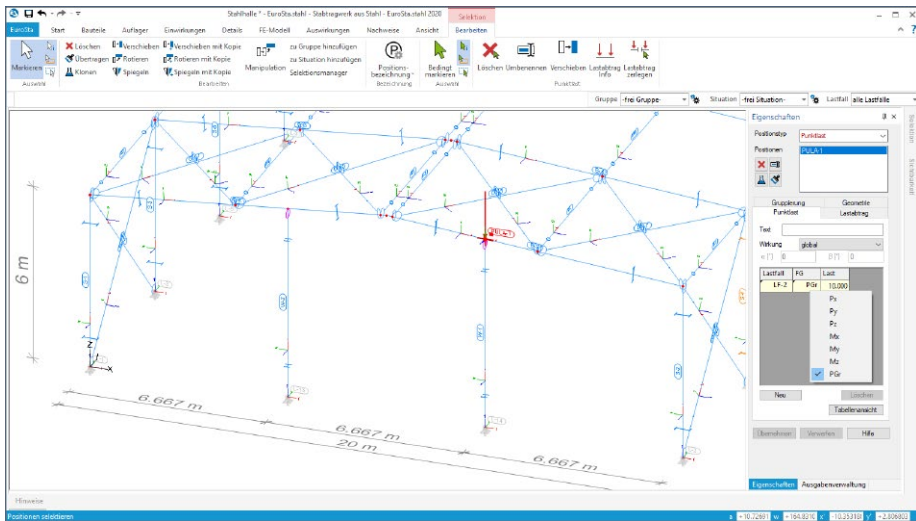 Stahlhalle * - EuroSta.stahl - Stabtragwerk aus Stahl - EuroSta.stahl 2020
Selektion
EuroSta Start Bauteile Auflager Einwirkungen Details FE-Modell Auswirkungen Nachweise Ansicht Bearbeiten
Markieren
Löschen Verschieben Verschieben mit Kopie
Übertragen Rotieren Rotieren mit Kopie
Klonen Spiegeln Spiegeln mit Kopie
Manipulation
zu Gruppe hinzufügen
zu Situation hinzufügen
Selektionsmanager
Positions-
bezeichnung
Bedingt
markieren
Löschen Umbenennen Verschieben
Lastabtrag
Info
Lastabtrag
zerlegen
Auswahl Bearbeiten Bezeichnung Auswahl Punktlast
Gruppe -frei Gruppe- Situation -frei Situation- Lastfall alle Lastfälle
Eigenschaften
Positionstyp Punktlast
Positionen PULA-1
Gruppierung Geometrie
Punktlast Lastabtrag
Text
Wirkung global
0 0
Lastfall FG Last
LF-2 PGr 10.000
Px
Py
Pz
Mx
My
Mz
PGr
Neu Löschen
Tabellenansicht
Übernehmen Verwerfen Hilfe
Eigenschaften Ausgabenverwaltung
Selektion
Sichtbarkeit
6 m
Z
X
6.667 m
6.667 m
6.667 m
20 m
Hinweise
Positionen selektieren